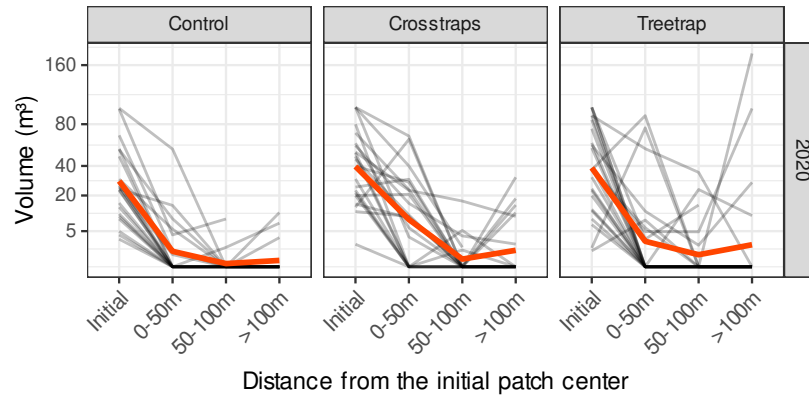 Control
Crosstraps
Treetrap
160
80
40
20
5
Volume (m³)
2020
Initial
0-50m
50-100m
>100m
Initial
0-50m
50-100m
>100m
Initial
0-50m
50-100m
>100m
Distance from the initial patch center